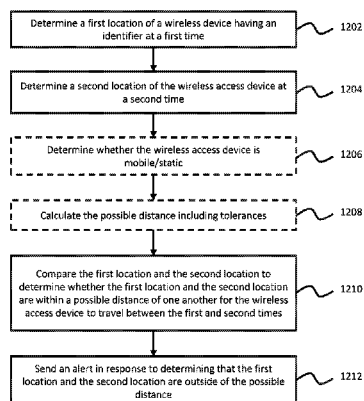 Determine a first location of a wireless device having an
identifier at a first time
1202
Determine a second location of the wireless access device at
a second time
1204
Determine whether the wireless access device is
mobile/static
1206
Calculate the possible distance including tolerances
1208
Compare the first location and the second location to
determine whether the first location and the second location
are within a possible distance of one another for the wireless
access device to travel between the first and second times
1210
Send an alert in response to determining that the first
location and the second location are outside of the possible
distance
1212